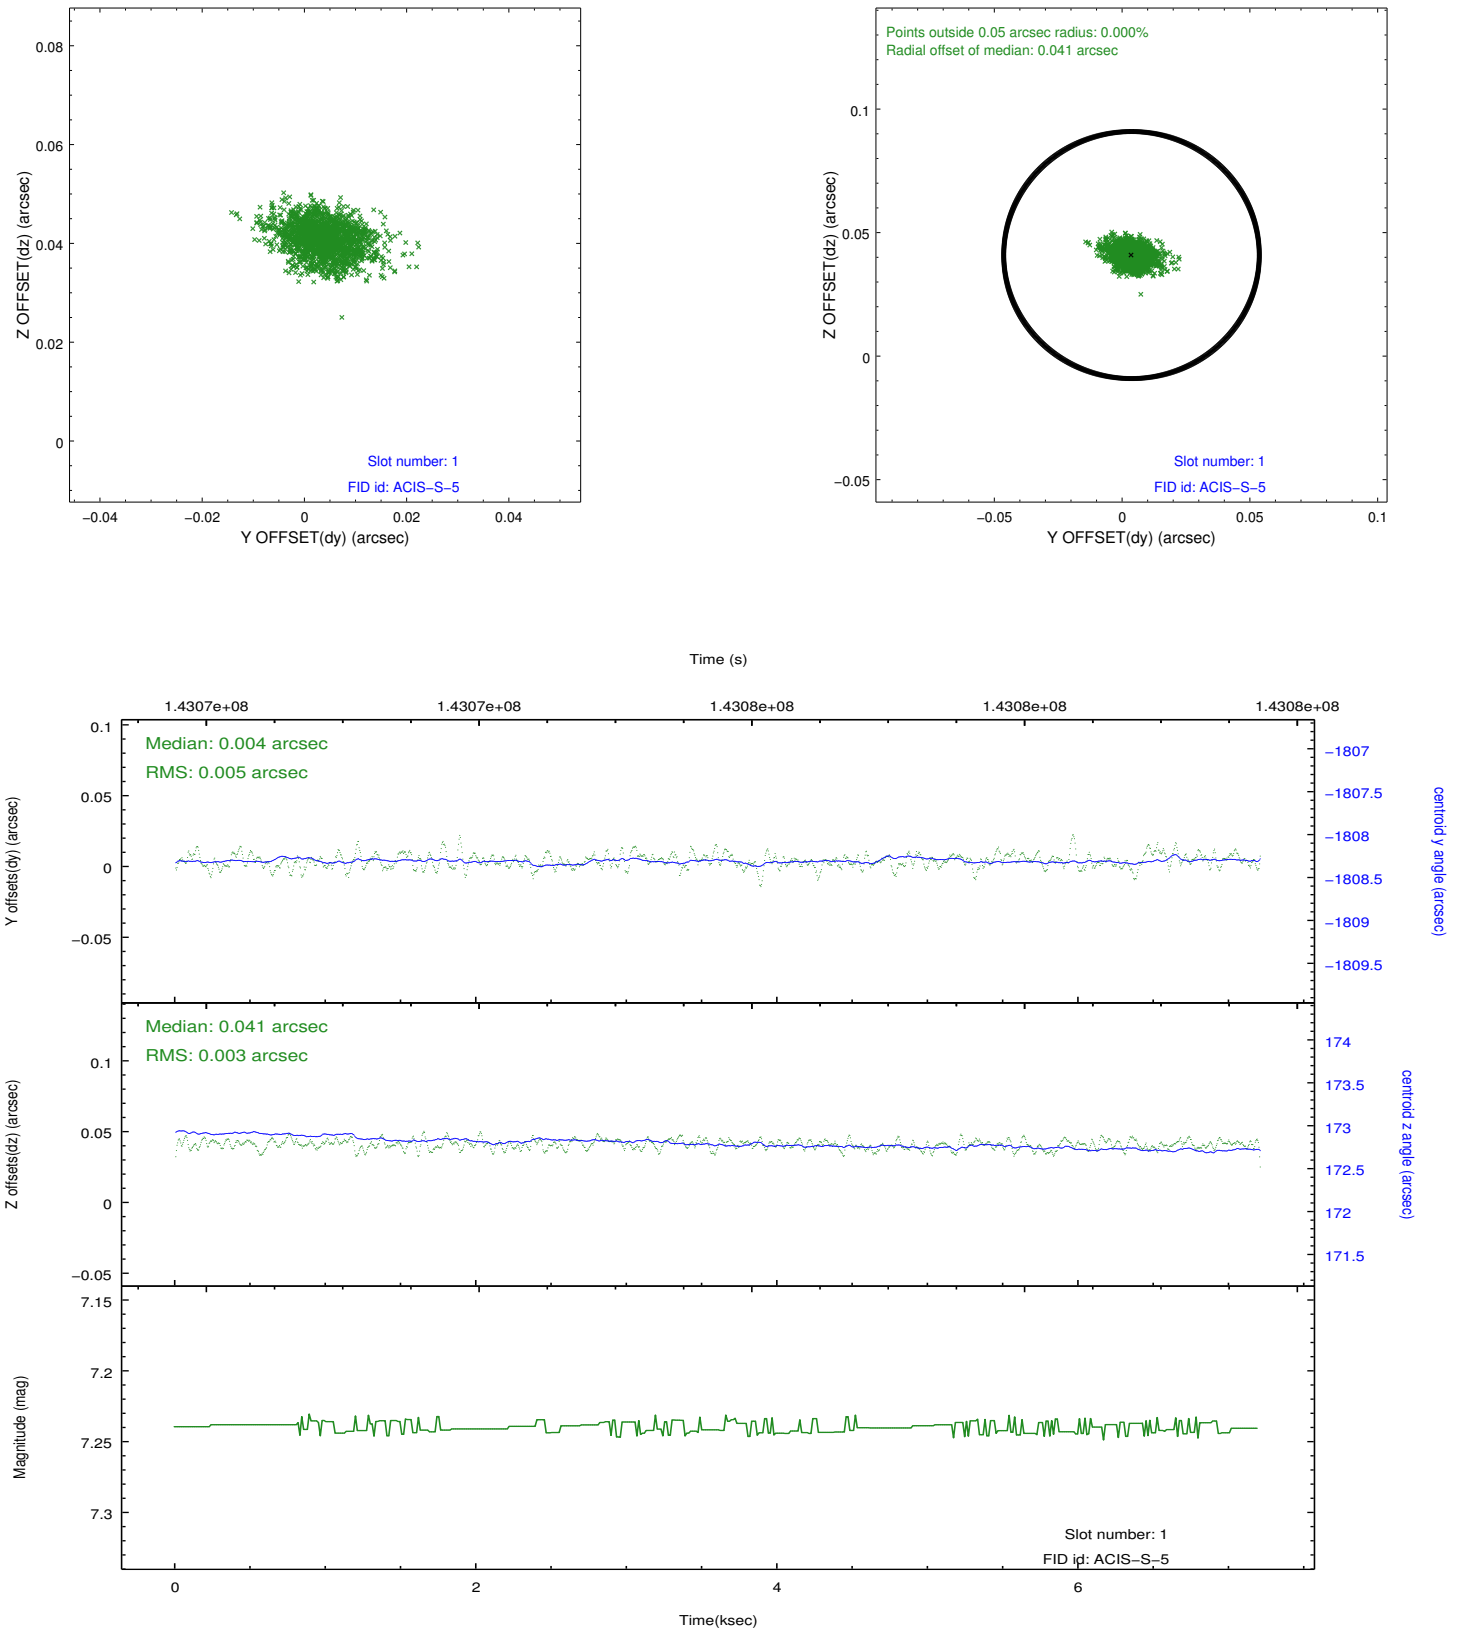 0.08
0.06
0.04
0.02
0
Z OFFSET(dz) (arcsec)
Slot number: 1
FID id: ACIS−S−5
−0.04 −0.02 0 0.02 0.04
Y OFFSET(dy) (arcsec)
Points outside 0.05 arcsec radius: 0.000%
Radial offset of median: 0.041 arcsec
0.1
0.05
0
−0.05
Z OFFSET(dz) (arcsec)
Slot number: 1
FID id: ACIS−S−5
−0.05 0 0.05 0.1
Y OFFSET(dy) (arcsec)
Time (s)
1.4307e+08 1.4307e+08 1.4308e+08 1.4308e+08 1.4308e+08
Median: 0.004 arcsec
RMS: 0.005 arcsec
0.1
0.05
0
−0.05
Y offsets(dy) (arcsec)
−1807
−1807.5
−1808
−1808.5
−1809
−1809.5
centroid y angle (arcsec)
Median: 0.041 arcsec
RMS: 0.003 arcsec
0.1
0.05
0
−0.05
Z offsets(dz) (arcsec)
174
173.5
173
172.5
172
171.5
centroid z angle (arcsec)
7.15
7.2
7.25
7.3
Magnitude (mag)
Slot number: 1
FID id: ACIS−S−5
0 2 4 6
Time(ksec)